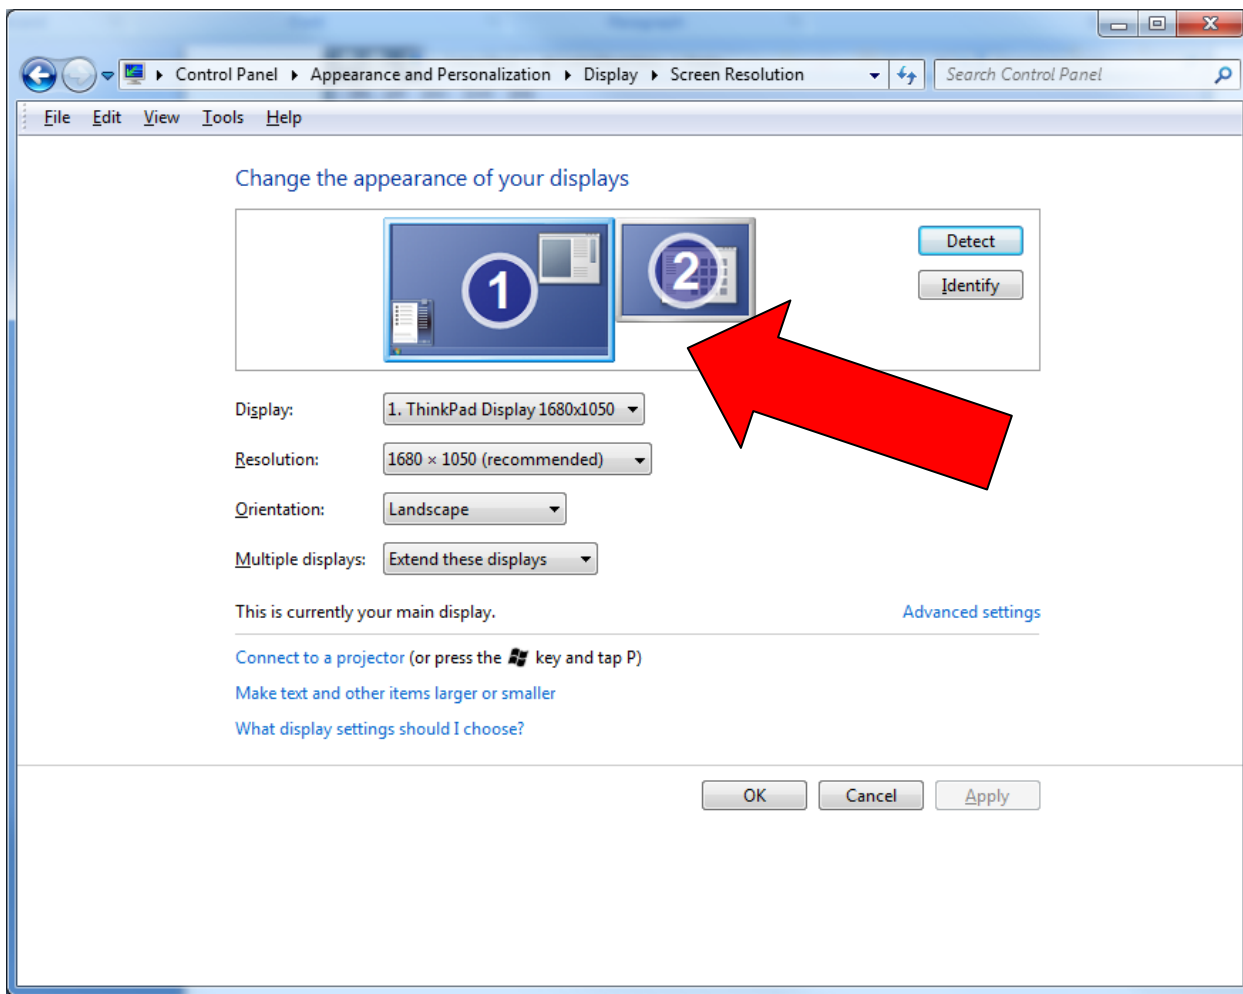 Control Panel Appearance and Personalization Display Screen Resolution Search Control Panel
File Edit View Tools Help
Change the appearance of your displays
1 2
Detect
Identify
Display: 1. ThinkPad Display 1680x1050
Resolution: 1680 × 1050 (recommended)
Orientation: Landscape
Multiple displays: Extend these displays
This is currently your main display. Advanced settings
Connect to a projector (or press the key and tap P)
Make text and other items larger or smaller
What display settings should I choose?
OK Cancel Apply